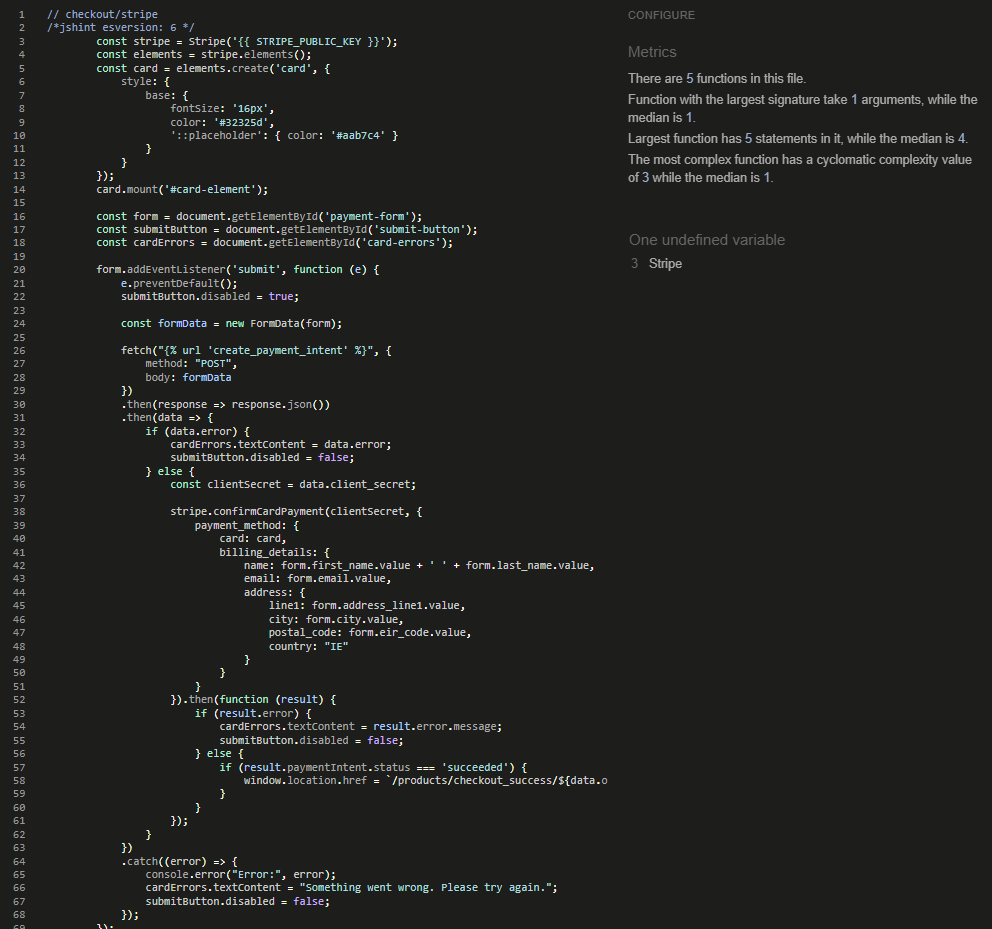 1 // checkout/stripe
2 /*jshint esversion: 6 */
3 const stripe = Stripe('{{ STRIPE_PUBLIC_KEY }}');
4 const elements = stripe.elements();
5 const card = elements.create('card', {
6 style: {
7 base: {
8 fontSize: '16px',
9 color: '#32325d',
10 '::placeholder': { color: '#aab7c4' }
11 }
12 }
13 });
14 card.mount('#card-element');
15
16 const form = document.getElementById('payment-form');
17 const submitButton = document.getElementById('submit-button');
18 const cardErrors = document.getElementById('card-errors');
19
20 form.addEventListener('submit', function (e) {
21 e.preventDefault();
22 submitButton.disabled = true;
23
24 const formData = new FormData(form);
25
26 fetch("{% url 'create_payment_intent' %}", {
27 method: "POST",
28 body: formData
29 })
30 .then(response => response.json())
31 .then(data => {
32 if (data.error) {
33 cardErrors.textContent = data.error;
34 submitButton.disabled = false;
35 } else {
36 const clientSecret = data.client_secret;
37
38 stripe.confirmCardPayment(clientSecret, {
39 payment_method: {
40 card: card,
41 billing_details: {
42 name: form.first_name.value + ' ' + form.last_name.value,
43 email: form.email.value,
44 address: {
45 line1: form.address_line1.value,
46 city: form.city.value,
47 postal_code: form.eir_code.value,
48 country: "IE"
49 }
50 }
51 }
52 }).then(function (result) {
53 if (result.error) {
54 cardErrors.textContent = result.error.message;
55 submitButton.disabled = false;
56 } else {
57 if (result.paymentIntent.status === 'succeeded') {
58 window.location.href = `/products/checkout_success/${data.o
59 }
60 }
61 });
62 }
63 })
64 .catch((error) => {
65 console.error("Error:", error);
66 cardErrors.textContent = "Something went wrong. Please try again.";
67 submitButton.disabled = false;
68 });
69 });
CONFIGURE
Metrics
There are 5 functions in this file.
Function with the largest signature take 1 arguments, while the
median is 1.
Largest function has 5 statements in it, while the median is 4.
The most complex function has a cyclomatic complexity value
of 3 while the median is 1.
One undefined variable
3 Stripe